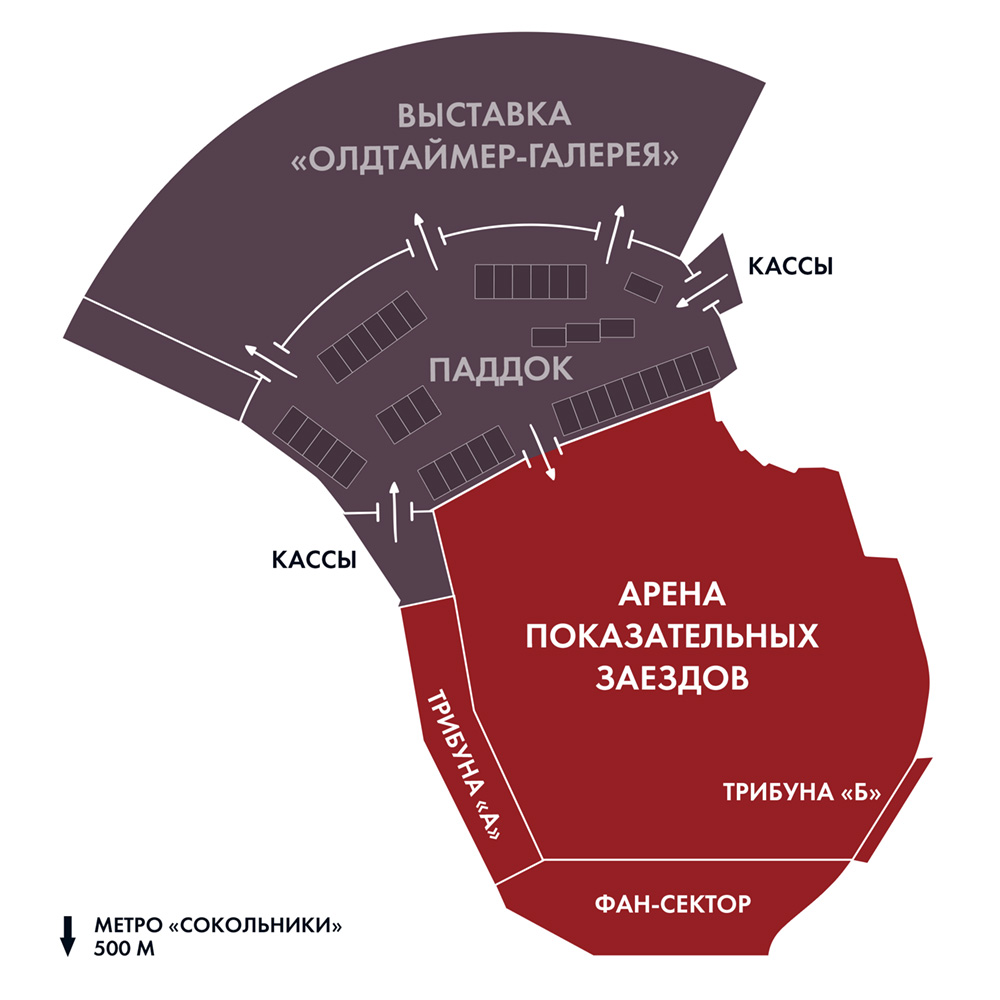 ВЫСТАВКА
«ОЛДТАЙМЕР-ГАЛЕРЕЯ»
КАССЫ
ПАДДОК
КАССЫ
АРЕНА
ПОКАЗАТЕЛЬНЫХ
ЗАЕЗДОВ
ТРИБУНА «А»
ТРИБУНА «Б»
ФАН-СЕКТОР
МЕТРО «СОКОЛЬНИКИ»
500 М